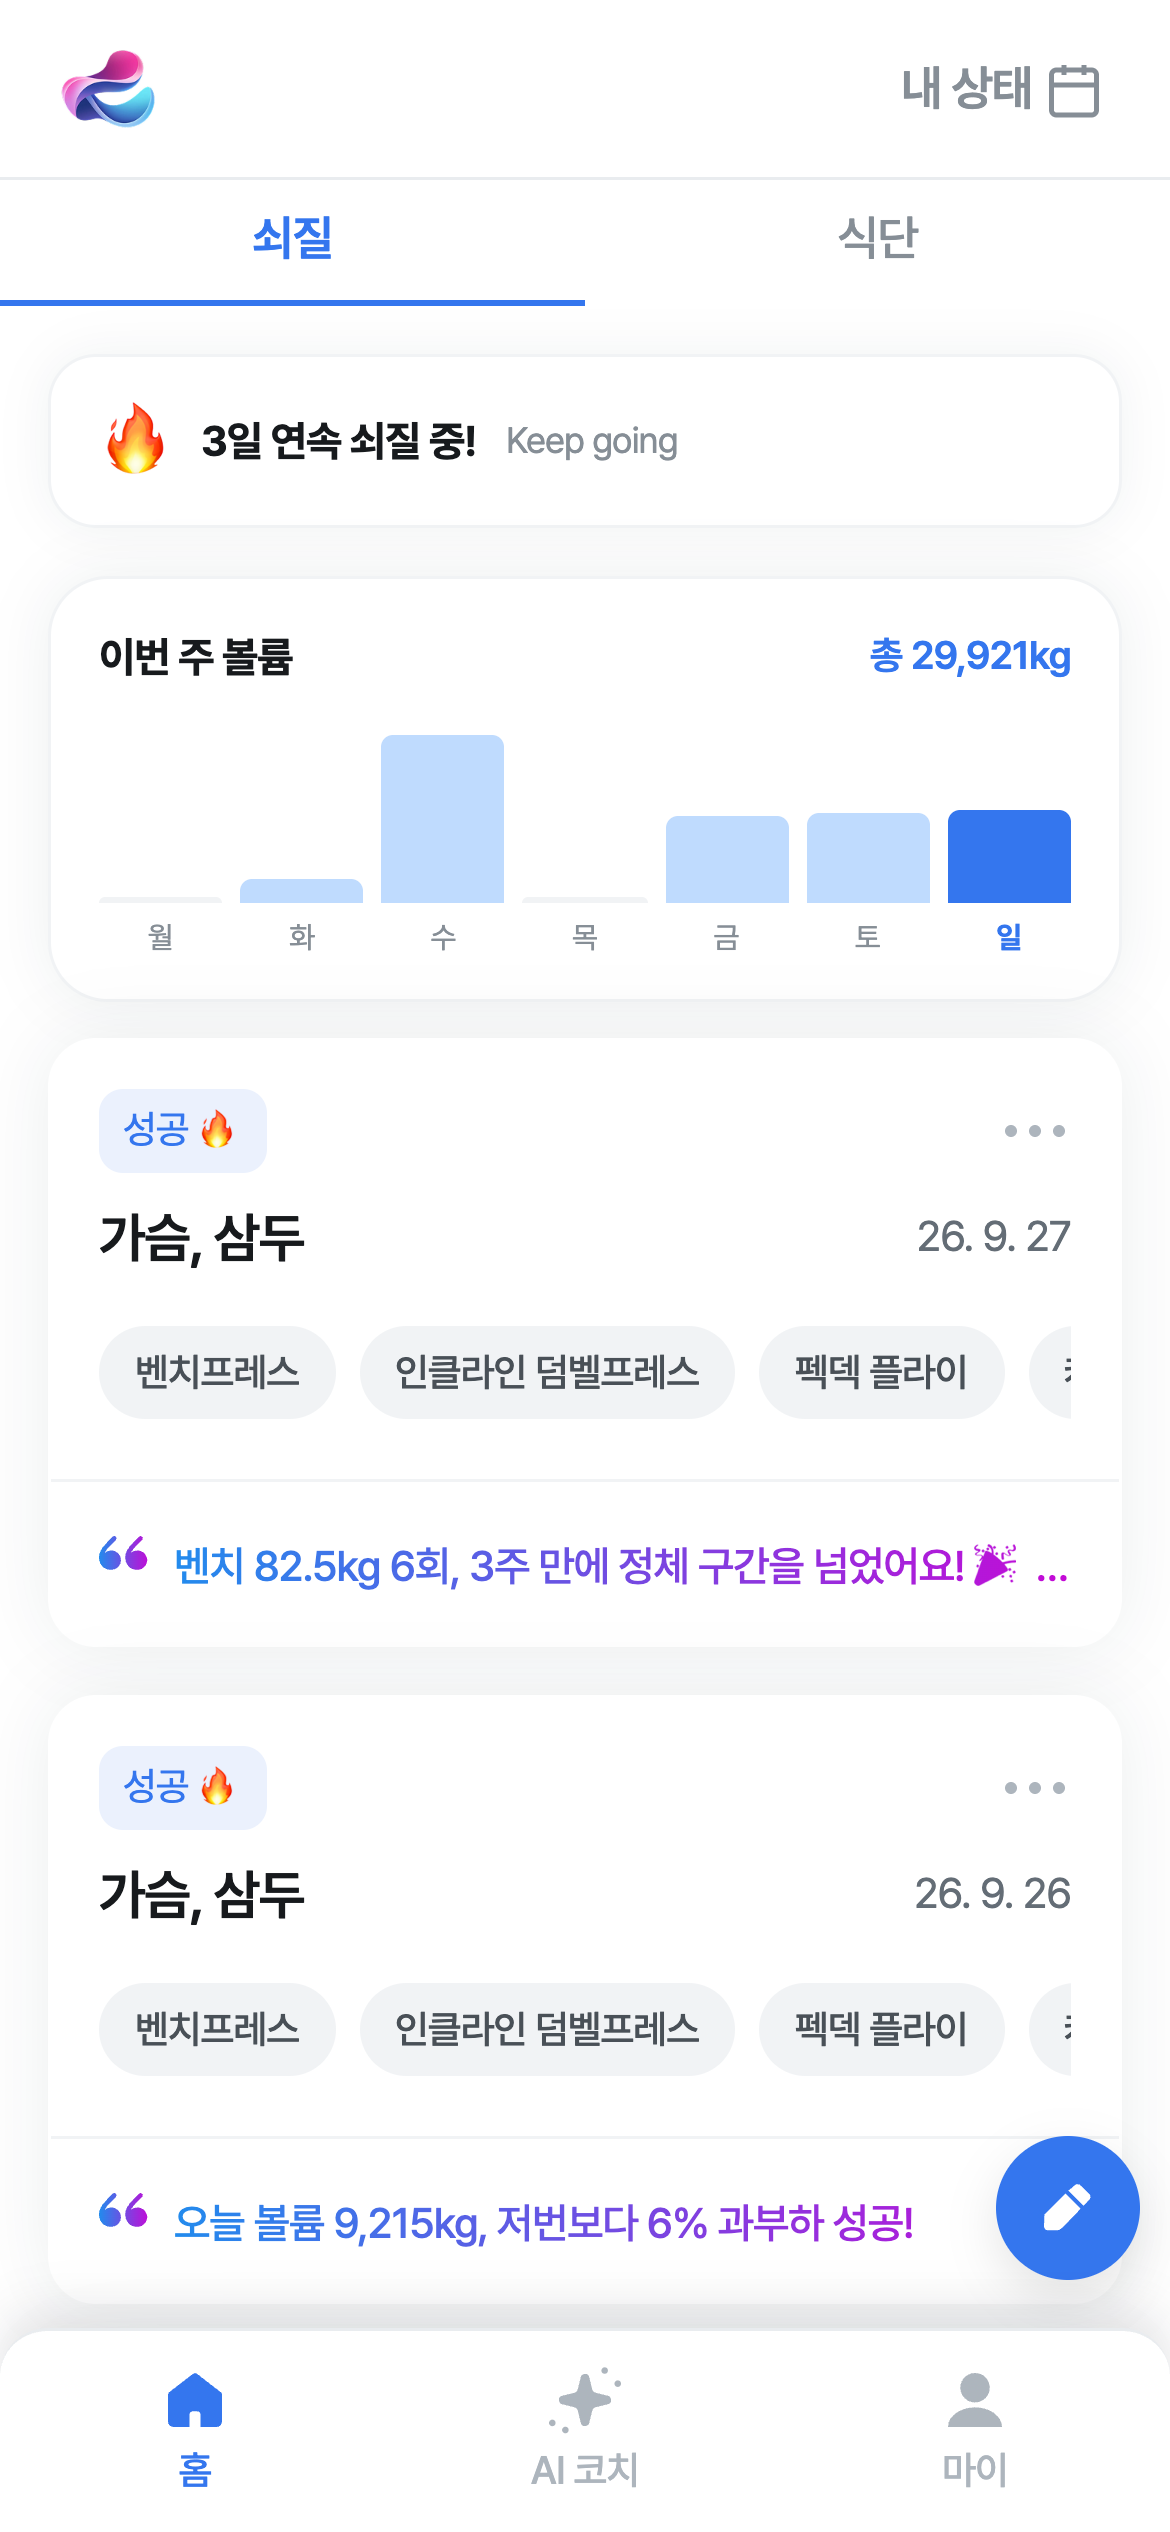 내 상태
쇠질
식단
🔥 3일 연속 쇠질 중! Keep going
이번 주 볼륨
총 29,921kg
월 화 수 목 금 토 일
성공 🔥
가슴, 삼두
26. 9. 27
벤치프레스 인클라인 덤벨프레스 펙덱 플라이
“ 벤치 82.5kg 6회, 3주 만에 정체 구간을 넘었어요! 🎉 ...
성공 🔥
가슴, 삼두
26. 9. 26
벤치프레스 인클라인 덤벨프레스 펙덱 플라이
“ 오늘 볼륨 9,215kg, 저번보다 6% 과부하 성공!
홈 AI 코치 마이